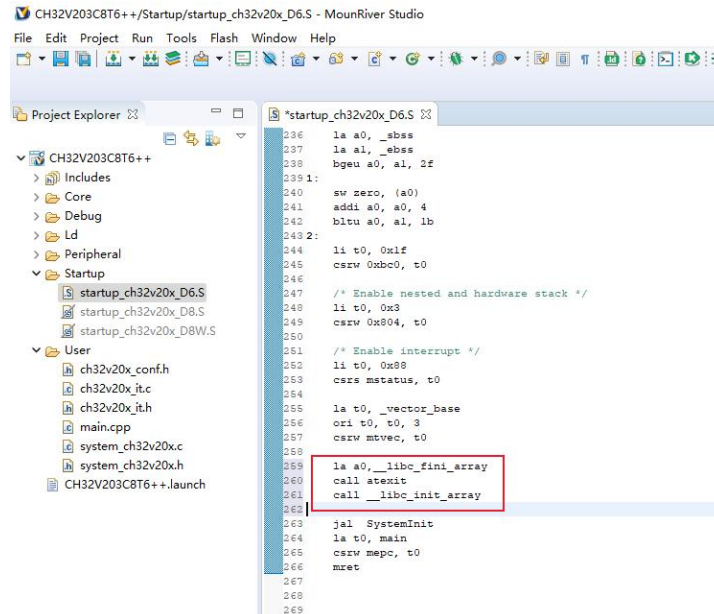 CH32V203C8T6++/Startup/startup_ch32v20x_D6.S - MounRiver Studio
File Edit Project Run Tools Flash Window Help
Project Explorer
CH32V203C8T6++
Includes
Core
Debug
Ld
Peripheral
Startup
startup_ch32v20x_D6.S
startup_ch32v20x_D8.S
startup_ch32v20x_D8W.S
User
ch32v20x_conf.h
ch32v20x_it.c
ch32v20x_it.h
main.cpp
system_ch32v20x.c
system_ch32v20x.h
CH32V203C8T6++.launch
*startup_ch32v20x_D6.S
236 la a0, _sbss
237 la a1, _ebss
238 bgeu a0, a1, 2f
239 1:
240 sw zero, (a0)
241 addi a0, a0, 4
242 bltu a0, a1, 1b
243 2:
244 li t0, 0x1f
245 csrw 0xbc0, t0
246
247 /* Enable nested and hardware stack */
248 li t0, 0x3
249 csrw 0x804, t0
250
251 /* Enable interrupt */
252 li t0, 0x88
253 csrs mstatus, t0
254
255 la t0, _vector_base
256 ori t0, t0, 3
257 csrw mtvec, t0
258
259 la a0,__libc_fini_array
260 call atexit
261 call __libc_init_array
262
263 jal SystemInit
264 la t0, main
265 csrw mepc, t0
266 mret
267
268
269